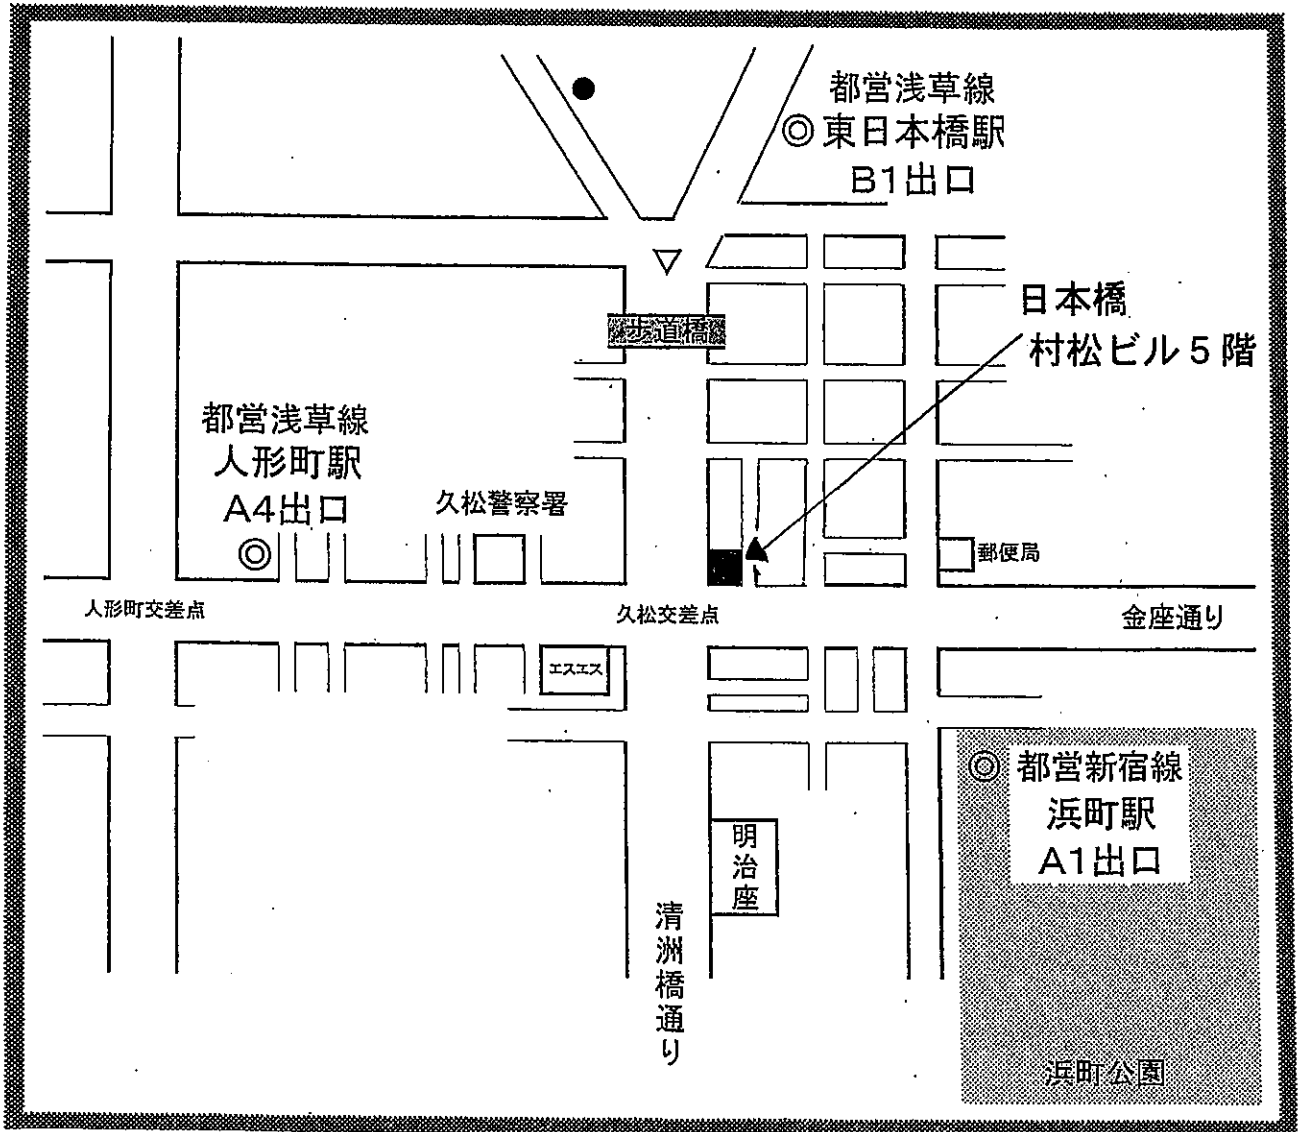 都営浅草線
◎東日本橋駅
B1出口
日本橋
村松ビル5階
歩道橋
都営浅草線
人形町駅
A4出口
久松警察署
郵便局
人形町交差点
久松交差点
金座通り
エスエス
都営新宿線
浜町駅
A1出口
明治座
清洲橋通り
浜町公園